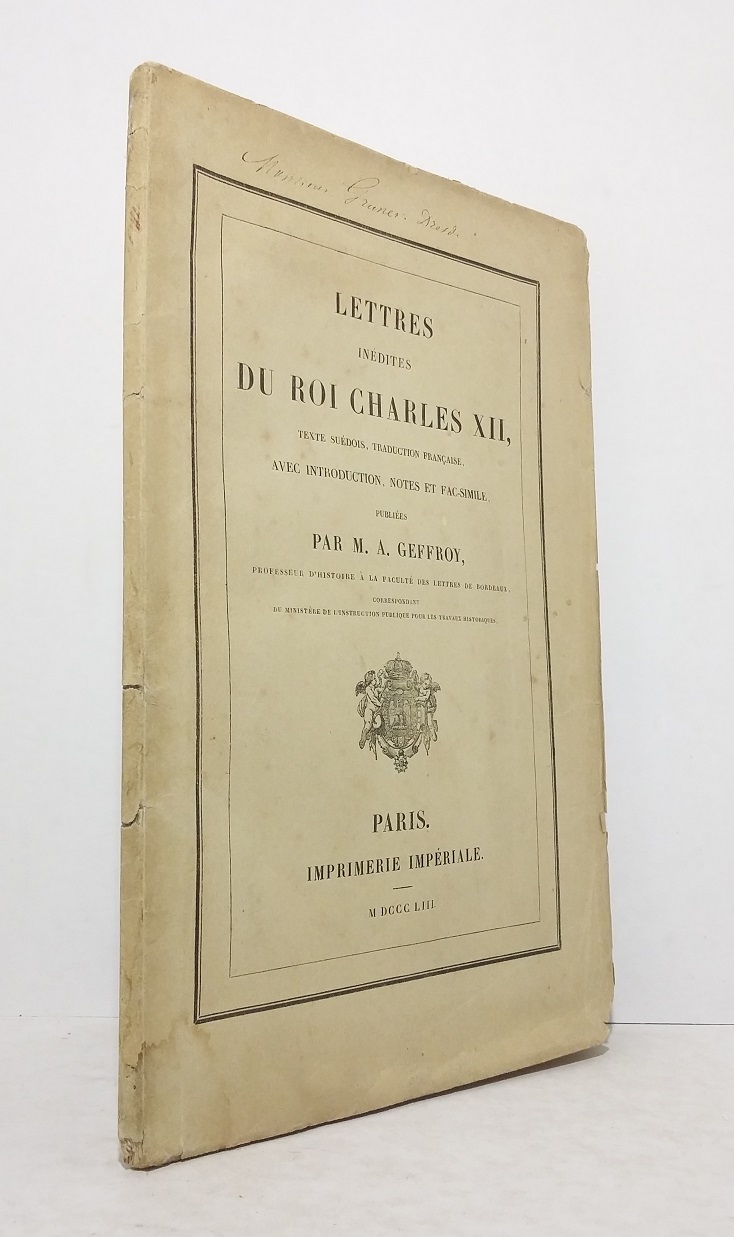 LETTRES
INÉDITES
DU ROI CHARLES XII,
TEXTE SUÉDOIS, TRADUCTION FRANÇAISE,
AVEC INTRODUCTION, NOTES ET FAC-SIMILE,
PUBLIÉES
PAR M. A. GEFFROY,
PROFESSEUR D'HISTOIRE À LA FACULTÉ DES LETTRES DE BORDEAUX,
CORRESPONDANT
DU MINISTÈRE DE L'INSTRUCTION PUBLIQUE POUR LES TRAVAUX HISTORIQUES.
PARIS.
IMPRIMERIE IMPÉRIALE.
M DCCC LIII.